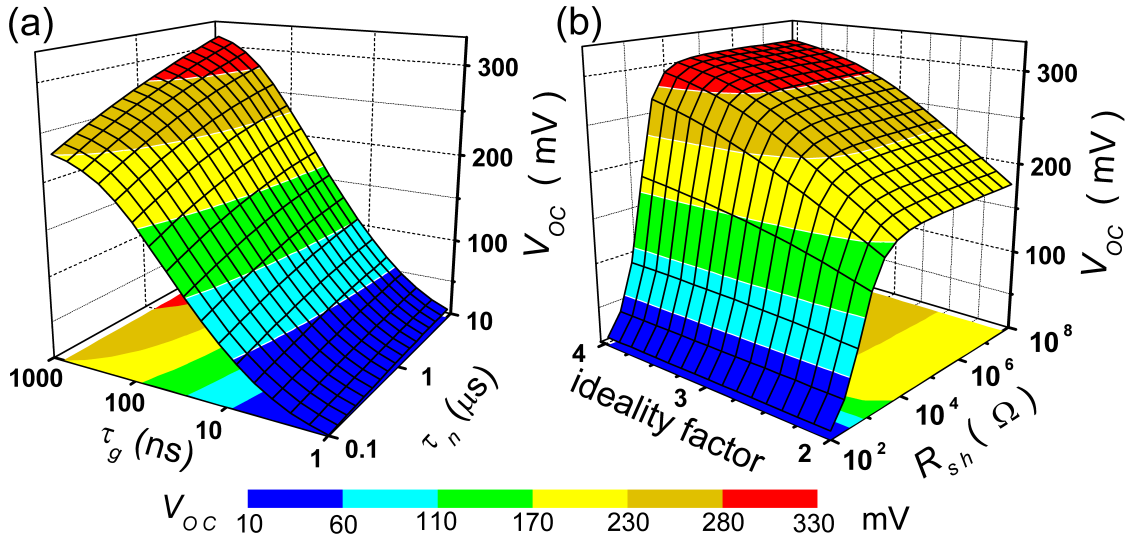 (a)
300
200
100
V_OC ( mV )
10
1
0.1
τ_n (μs)
1000
100
10
1
τ_g (ns)
(b)
300
200
100
V_OC ( mV )
10^8
10^6
10^4
10^2
R_sh ( Ω )
4
3
2
ideality factor
V_OC
10 60 110 170 230 280 330 mV